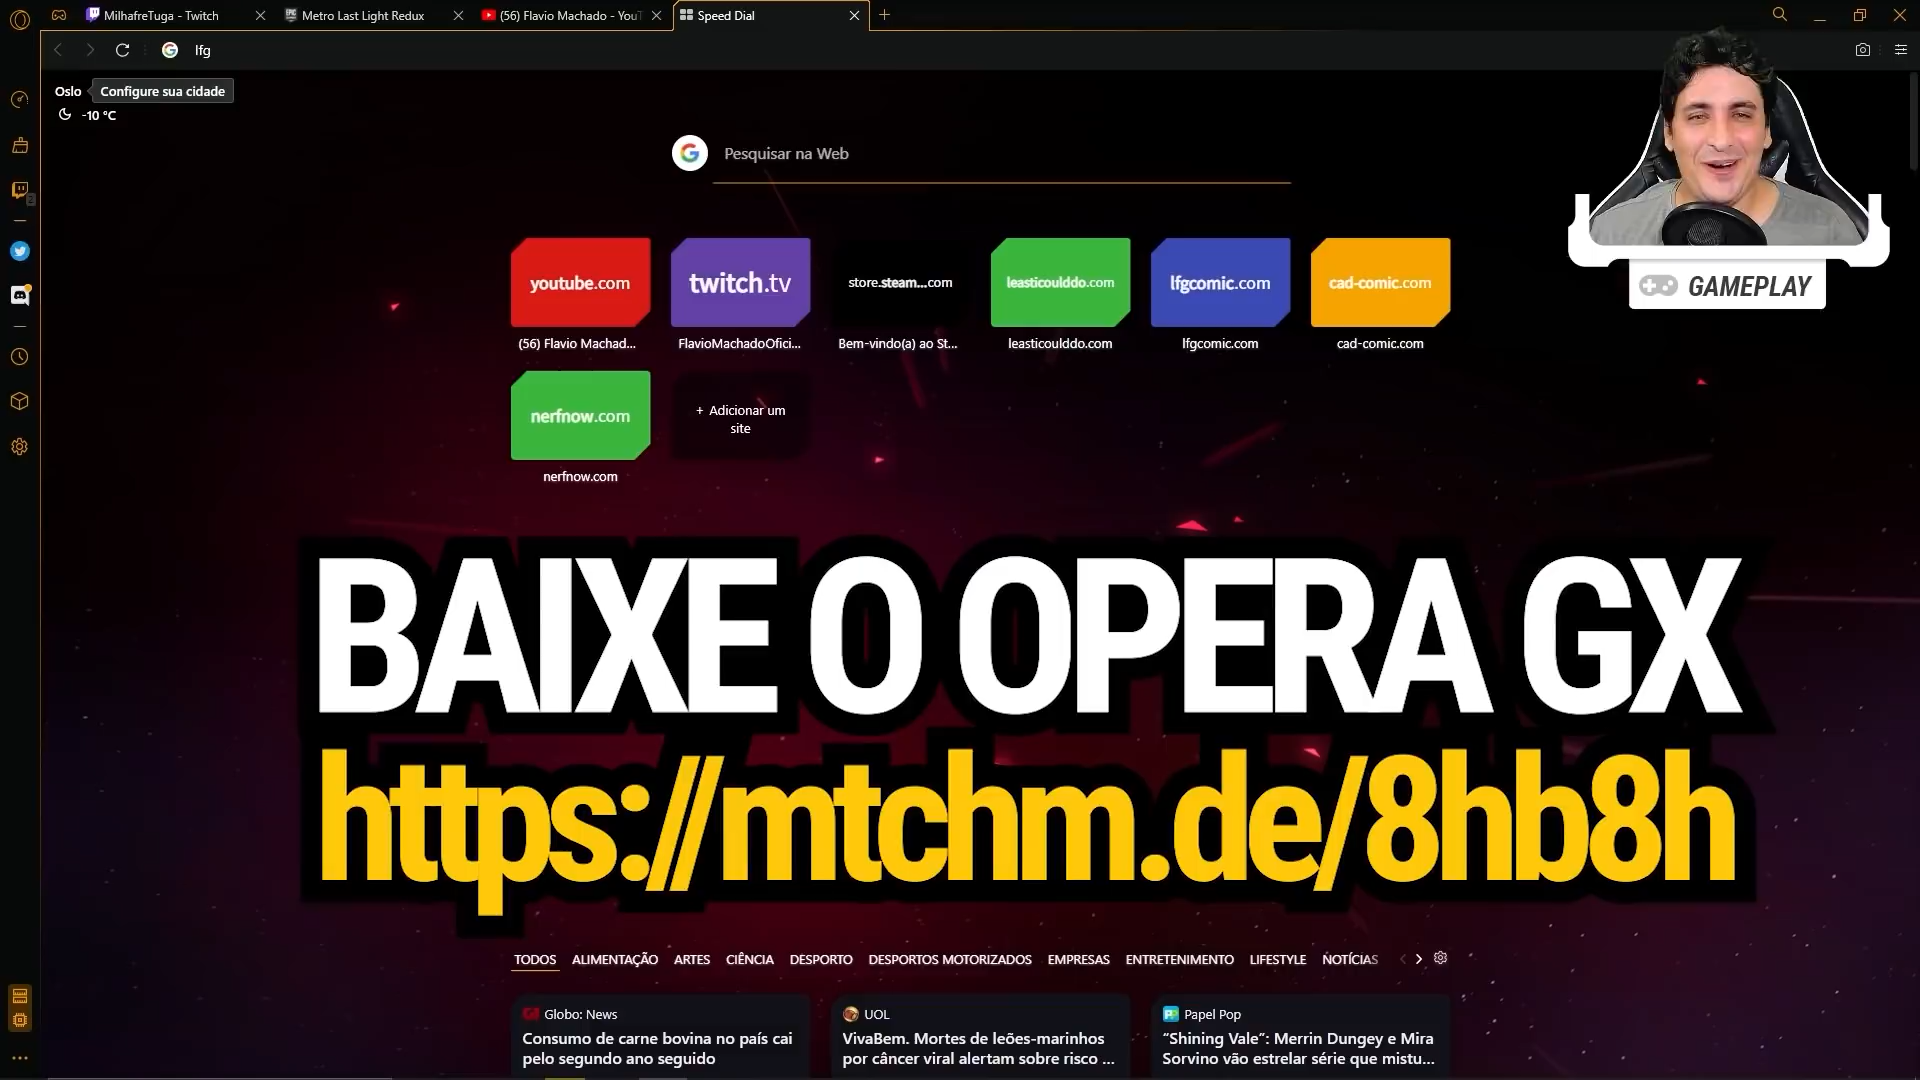 MilhafreTuga - Twitch
Metro Last Light Redux
(56) Flavio Machado - YouT
Speed Dial
lfg
Oslo
Configure sua cidade
-10 °C
Pesquisar na Web
youtube.com
twitch.tv
store.steam...com
leasticoulddo.com
lfgcomic.com
cad-comic.com
(56) Flavio Machad...
FlavioMachadoOfici...
Bem-vindo(a) ao St...
leasticoulddo.com
lfgcomic.com
cad-comic.com
GAMEPLAY
nerfnow.com
+ Adicionar um
site
nerfnow.com
BAIXE O OPERA GX
https://mtchm.de/8hb8h
TODOS ALIMENTAÇÃO ARTES CIÊNCIA DESPORTO DESPORTOS MOTORIZADOS EMPRESAS ENTRETENIMENTO LIFESTYLE NOTÍCIAS
Globo: News
Consumo de carne bovina no país cai
pelo segundo ano seguido
UOL
VivaBem. Mortes de leões-marinhos
por câncer viral alertam sobre risco ...
Papel Pop
“Shining Vale”: Merrin Dungey e Mira
Sorvino vão estrelar série que mistu...